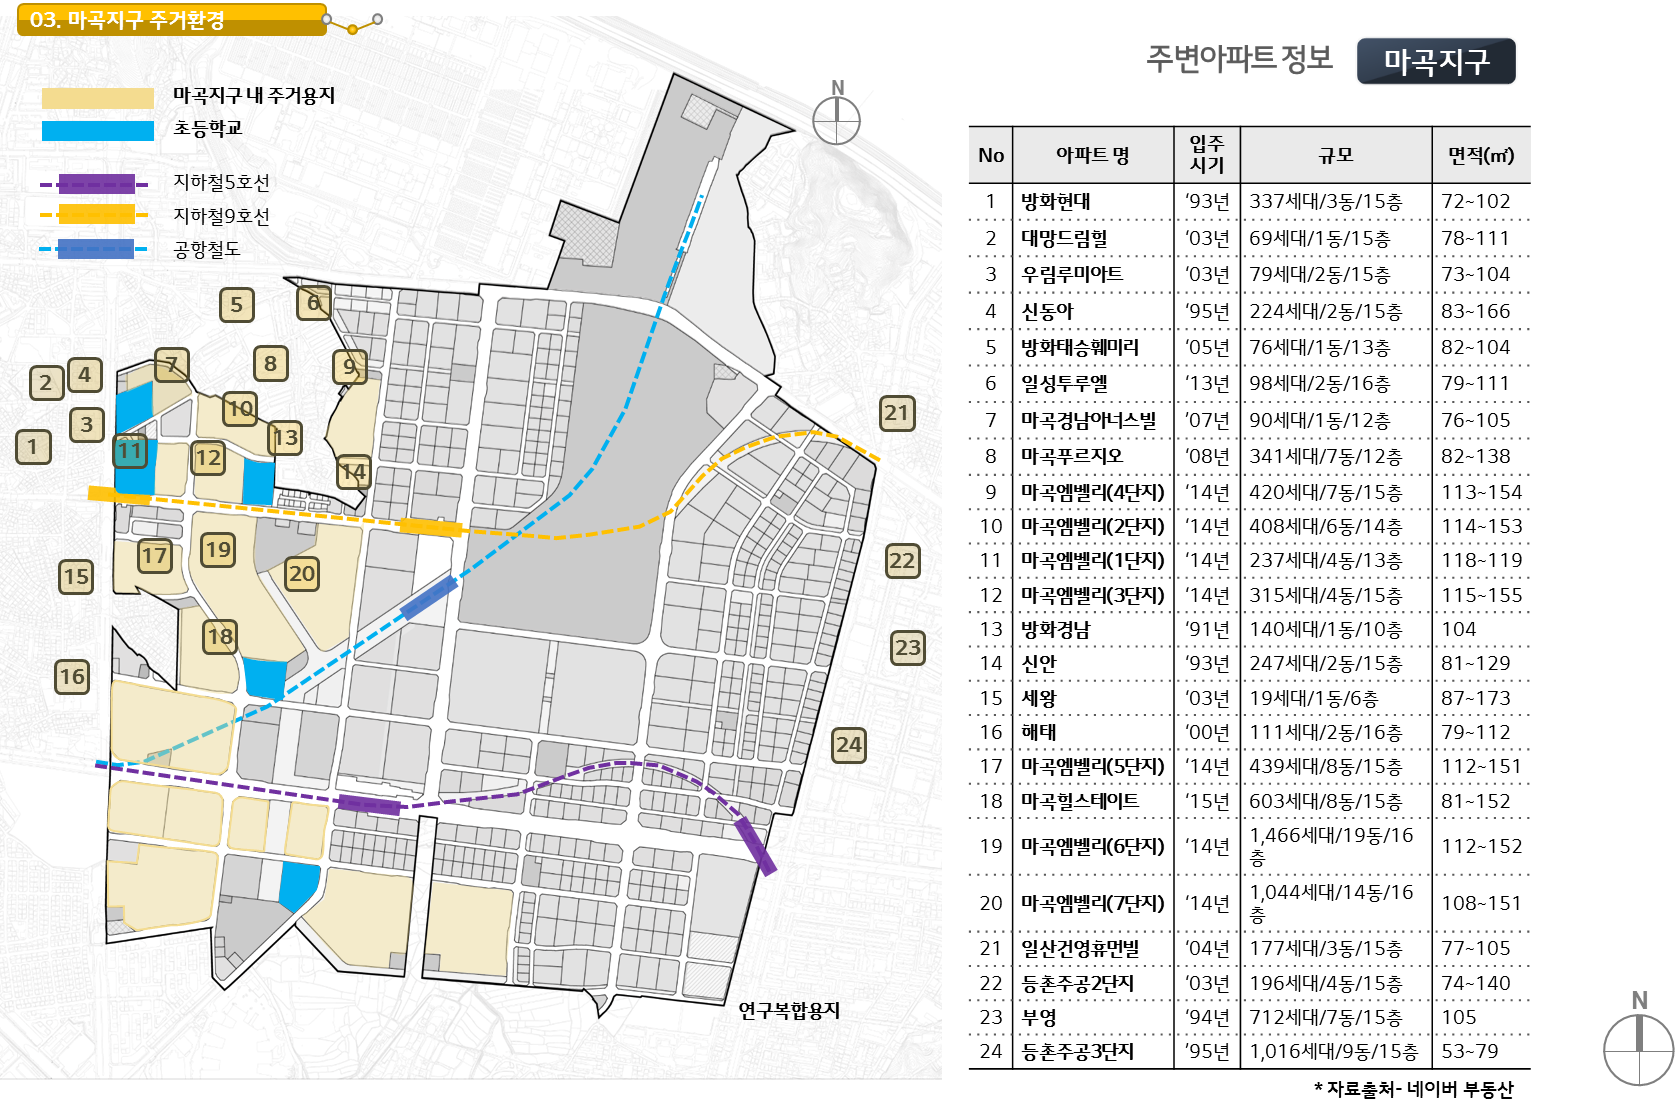 03. 마곡지구 주거환경
마곡지구 내 주거용지
초등학교
지하철5호선
지하철9호선
공항철도
N
5
6
7
8
9
4
2
10
3
13
21
1
11
12
14
17
19
20
15
22
18
23
16
24
연구복합용지
주변아파트 정보 마곡지구
No 아파트 명 입주시기 규모 면적(㎡)
1 방화현대 ‘93년 337세대/3동/15층 72~102
2 대망드림힐 ‘03년 69세대/1동/15층 78~111
3 우림루미아트 ‘03년 79세대/2동/15층 73~104
4 신동아 ‘95년 224세대/2동/15층 83~166
5 방화태승훼미리 ‘05년 76세대/1동/13층 82~104
6 일성투루엘 ‘13년 98세대/2동/16층 79~111
7 마곡경남아너스빌 ‘07년 90세대/1동/12층 76~105
8 마곡푸르지오 ‘08년 341세대/7동/12층 82~138
9 마곡엠벨리(4단지) ‘14년 420세대/7동/15층 113~154
10 마곡엠벨리(2단지) ‘14년 408세대/6동/14층 114~153
11 마곡엠벨리(1단지) ‘14년 237세대/4동/13층 118~119
12 마곡엠벨리(3단지) ‘14년 315세대/4동/15층 115~155
13 방화경남 ‘91년 140세대/1동/10층 104
14 신안 ‘93년 247세대/2동/15층 81~129
15 세왕 ‘03년 19세대/1동/6층 87~173
16 해태 ‘00년 111세대/2동/16층 79~112
17 마곡엠벨리(5단지) ‘14년 439세대/8동/15층 112~151
18 마곡힐스테이트 ‘15년 603세대/8동/15층 81~152
19 마곡엠벨리(6단지) ‘14년 1,466세대/19동/16층 112~152
20 마곡엠벨리(7단지) ‘14년 1,044세대/14동/16층 108~151
21 일산건영휴먼빌 ‘04년 177세대/3동/15층 77~105
22 등촌주공2단지 ‘03년 196세대/4동/15층 74~140
23 부영 ‘94년 712세대/7동/15층 105
24 등촌주공3단지 ‘95년 1,016세대/9동/15층 53~79
* 자료출처- 네이버 부동산
N